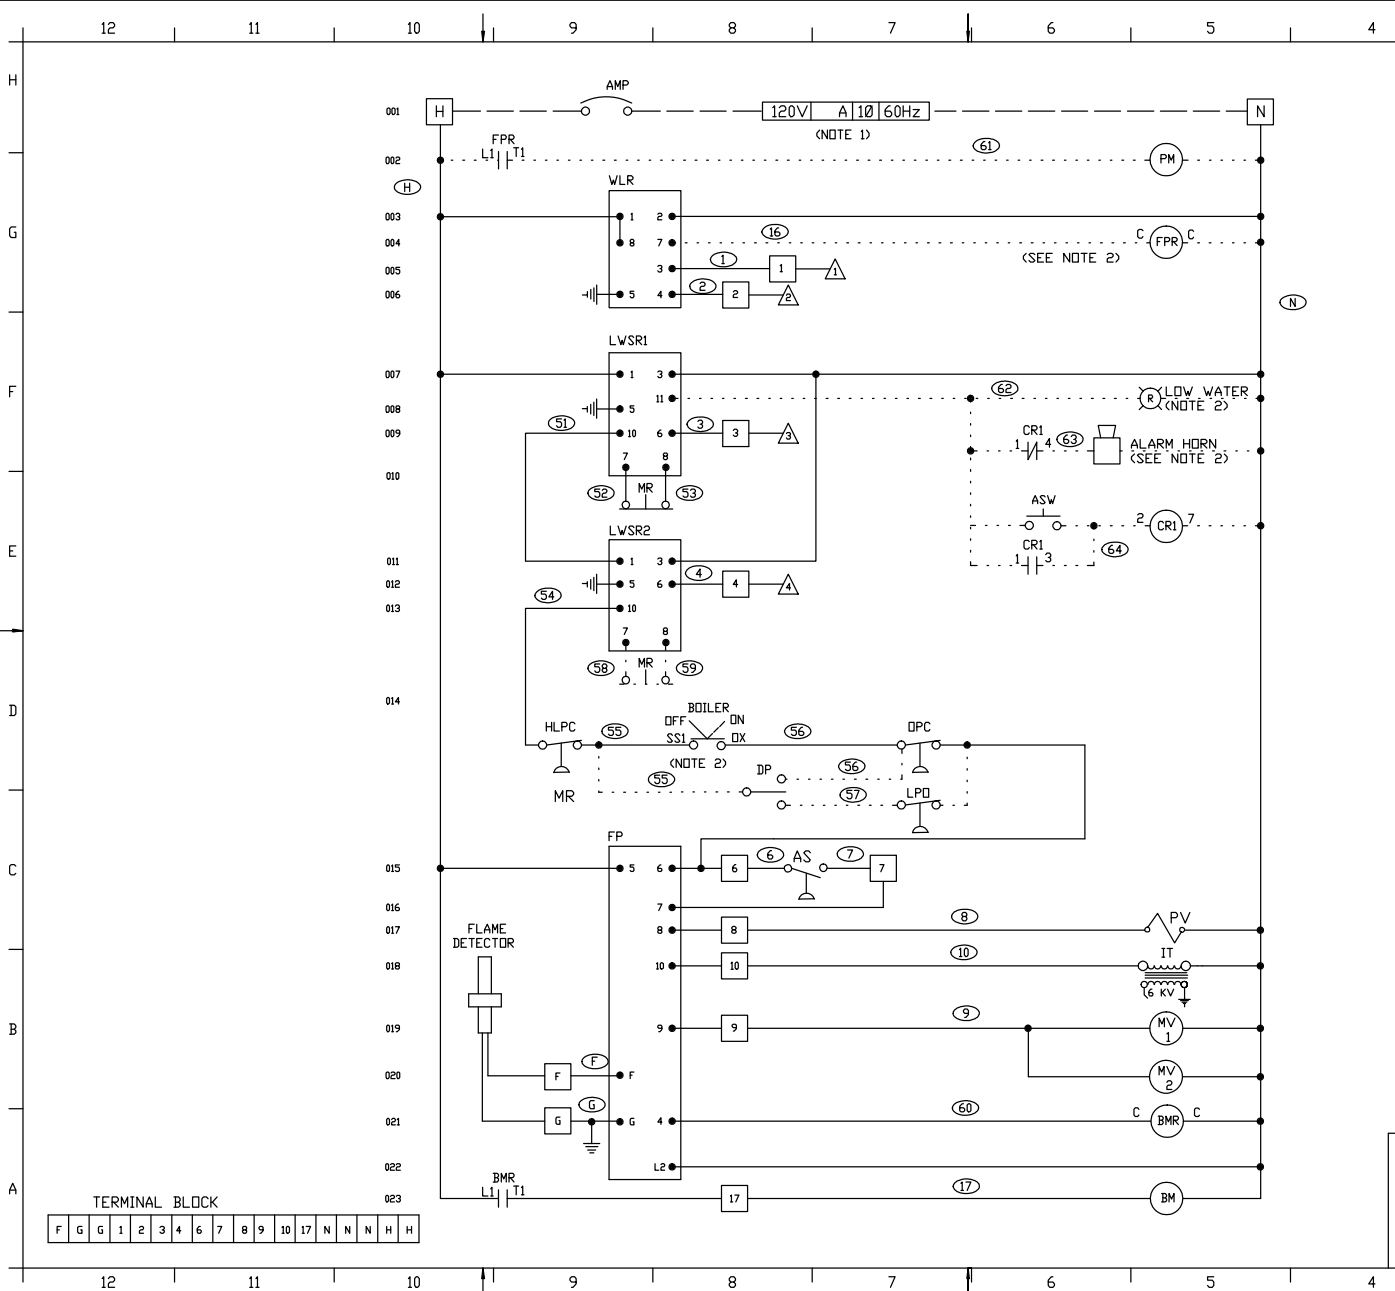 12 11 10 9 8 7 6 5 4
H
AMP
001 H 120V A 1Ø 60Hz N
(NOTE 1)
FPR
002 L1 T1 61 PM
H
WLR
G
003 1 2
16
004 8 7 C FPR C
(SEE NOTE 2)
1
005 3 1 1
2
006 5 4 2 2
N
LWSR1
007 1 3
F
62
11 R LOW WATER
(NOTE 2)
008 5
51 3
009 10 6 3 3
CR1
1 4 63 ALARM HORN
(SEE NOTE 2)
7 8
010
52 MR 53
ASW
LWSR2
2 CR1 7
E
CR1
1 3 64
011 1 3
4
012 5 6 4 4
54
013 10
7 8
58 MR 59
014
D
BOILER
OFF ON
HLPC 55 SS1 OX 56 OPC
(NOTE 2)
55 DP 56
MR 57 LPO
FP
6 AS 7
C
015 5 6 6 7
016 7
8 PV
017 8 8
FLAME
DETECTOR
10 IT
018 10 10
6 KV
9
B
019 9 9 MV
1
F
020 F F MV
2
G 60
021 G G 4 C BMR C
022 L2
A
BMR 17
023 L1 T1 17 BM
TERMINAL BLOCK
F G G 1 2 3 4 6 7 8 9 10 17 N N N H H
12 11 10 9 8 7 6 5 4